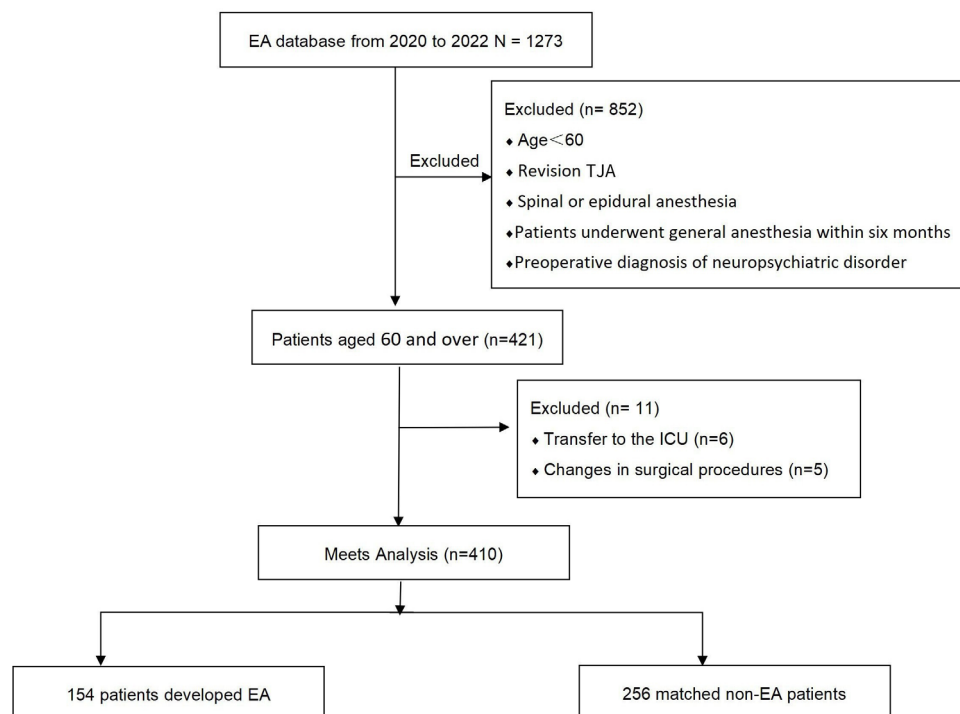 EA database from 2020 to 2022 N = 1273
Excluded (n= 852)
♦ Age＜60
♦ Revision TJA
♦ Spinal or epidural anesthesia
♦Patients underwent general anesthesia within six months
♦Preoperative diagnosis of neuropsychiatric disorder
Excluded
Patients aged 60 and over (n=421)
Excluded (n= 11)
♦ Transfer to the ICU (n=6)
♦ Changes in surgical procedures (n=5)
Meets Analysis (n=410)
154 patients developed EA
256 matched non-EA patients